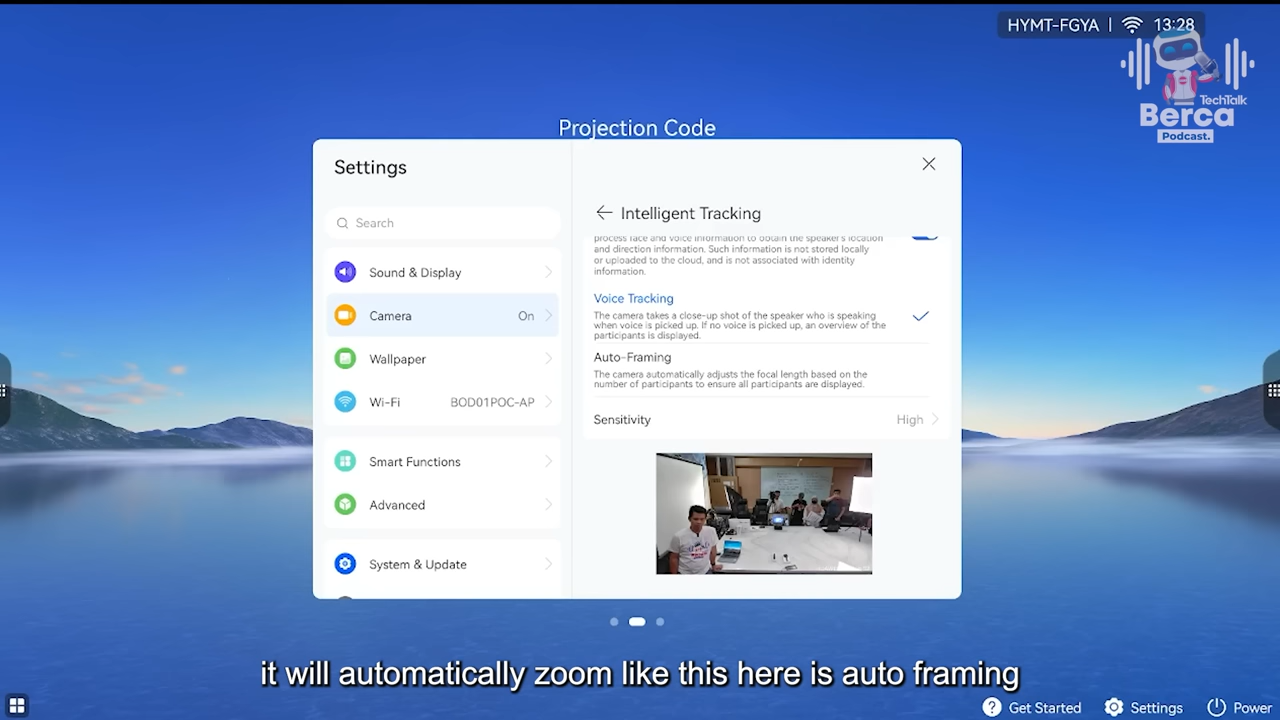 HYMT-FGYA | 13:28
TechTalk
Berca
Podcast.
Projection Code
Settings
Search
Sound & Display
Camera On
Wallpaper
Wi-Fi BOD01POC-AP
Smart Functions
Advanced
System & Update
Intelligent Tracking
process face and voice information to obtain the speaker's location
and direction information. Such information is not stored locally
or uploaded to the cloud, and is not associated with identity
information.
Voice Tracking
The camera takes a close-up shot of the speaker who is speaking
when voice is picked up. If no voice is picked up, an overview of the
participants is displayed.
Auto-Framing
The camera automatically adjusts the focal length based on the
number of participants to ensure all participants are displayed.
Sensitivity High
it will automatically zoom like this here is auto framing
Get Started Settings Power